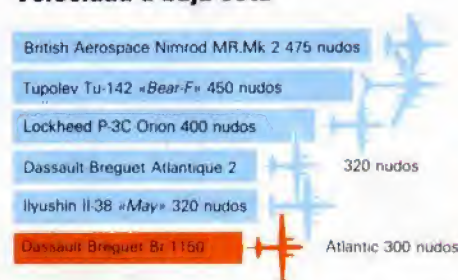 British Aerospace Nimrod MR.Mk 2 475 nudos
Tupolev Tu-142 «Bear-F» 450 nudos
Lockheed P-3C Orion 400 nudos
Dassault Breguet Atlantique 2 320 nudos
Ilyushin Il-38 «May» 320 nudos
Dassault Breguet Br 1150 Atlantic 300 nudos